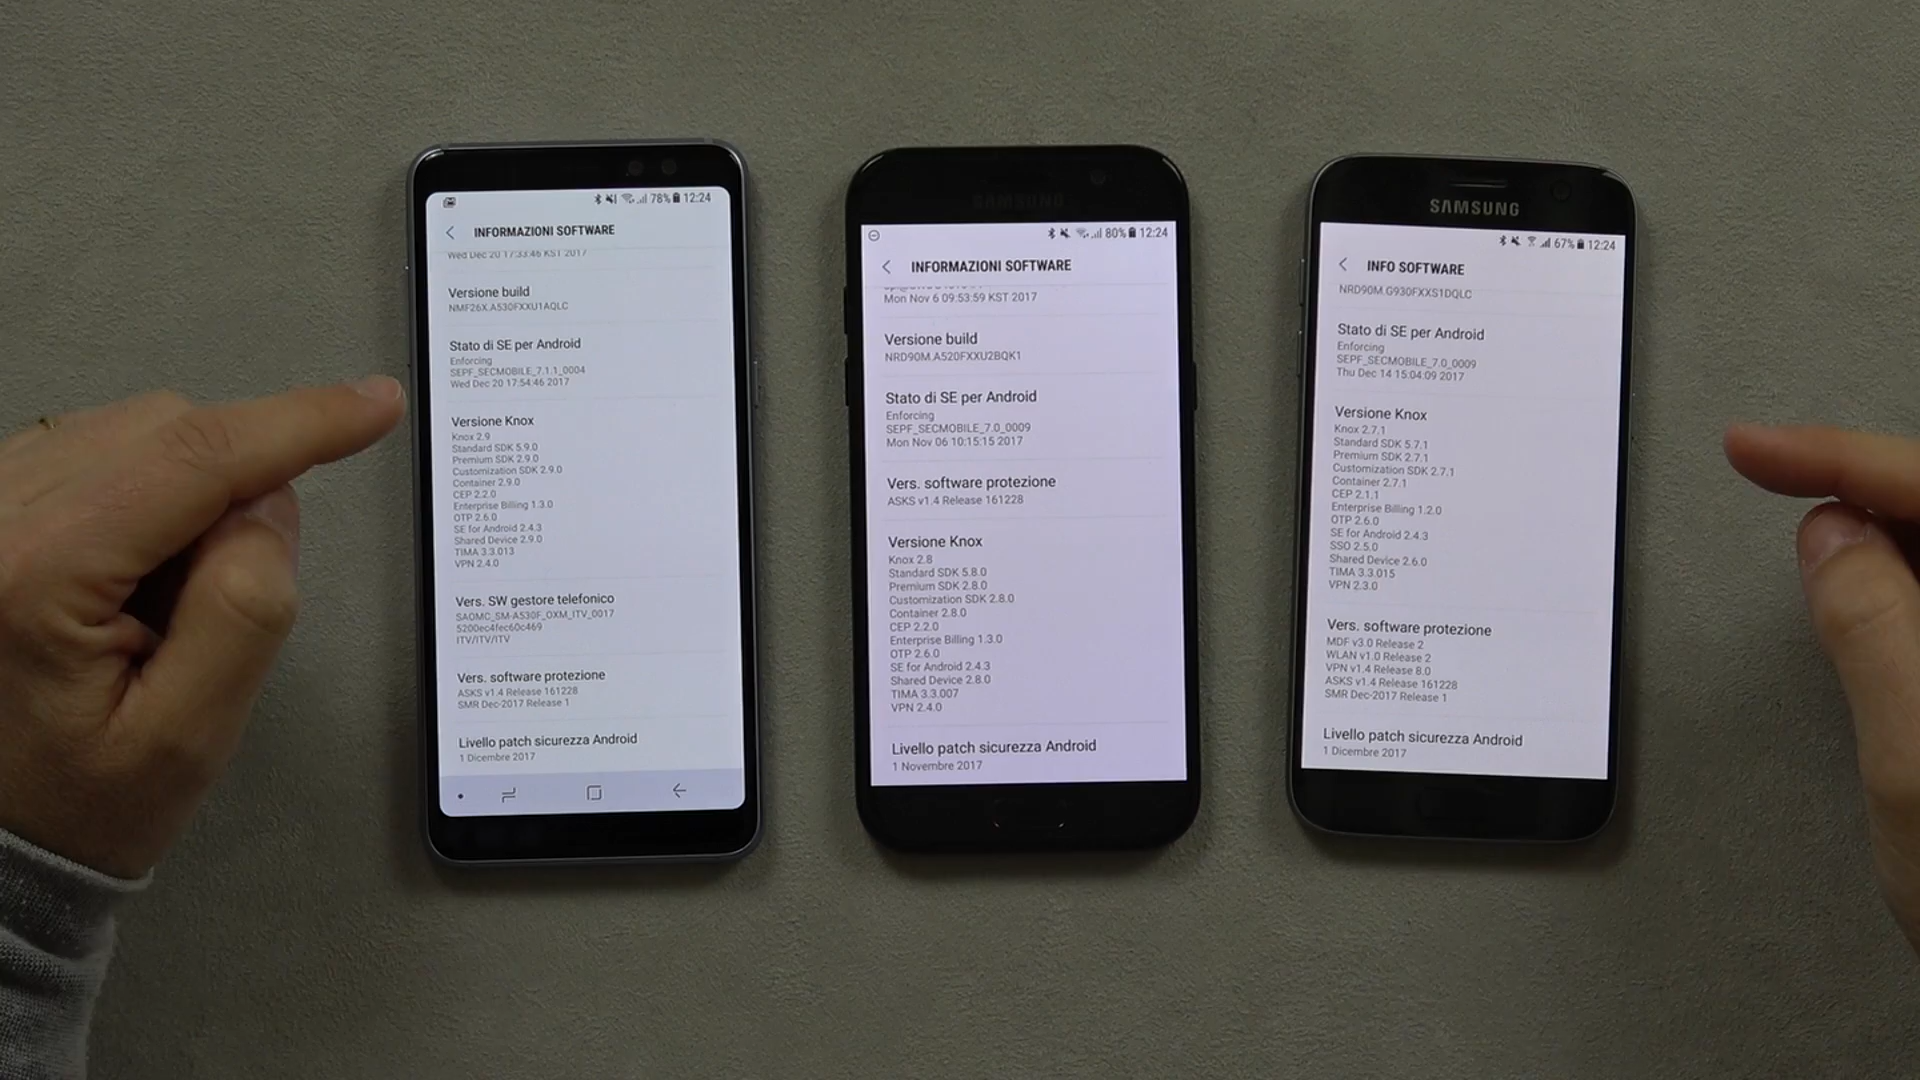 78% 12:24
INFORMAZIONI SOFTWARE
Wed Dec 20 17:33:46 KST 2017
Versione build
NMF26X.A530FXXU1AQLC
Stato di SE per Android
Enforcing
SEPF_SECMOBILE_7.1.1_0004
Wed Dec 20 17:54:46 2017
Versione Knox
Knox 2.9
Standard SDK 5.9.0
Premium SDK 2.9.0
Customization SDK 2.9.0
Container 2.9.0
CEP 2.2.0
Enterprise Billing 1.3.0
OTP 2.6.0
SE for Android 2.4.3
Shared Device 2.9.0
TIMA 3.3.013
VPN 2.4.0
Vers. SW gestore telefonico
SAOMC_SM-A530F_OXM_ITV_0017
5200ec4fec60c469
ITV/ITV/ITV
Vers. software protezione
ASKS v1.4 Release 161228
SMR Dec-2017 Release 1
Livello patch sicurezza Android
1 Dicembre 2017
SAMSUNG
80% 12:24
INFORMAZIONI SOFTWARE
Mon Nov 6 09:53:59 KST 2017
Versione build
NRD90M.A520FXXU2BQK1
Stato di SE per Android
Enforcing
SEPF_SECMOBILE_7.0_0009
Mon Nov 06 10:15:15 2017
Vers. software protezione
ASKS v1.4 Release 161228
Versione Knox
Knox 2.8
Standard SDK 5.8.0
Premium SDK 2.8.0
Customization SDK 2.8.0
Container 2.8.0
CEP 2.2.0
Enterprise Billing 1.3.0
OTP 2.6.0
SE for Android 2.4.3
Shared Device 2.8.0
TIMA 3.3.007
VPN 2.4.0
Livello patch sicurezza Android
1 Novembre 2017
SAMSUNG
67% 12:24
INFO SOFTWARE
NRD90M.G930FXXS1DQLC
Stato di SE per Android
Enforcing
SEPF_SECMOBILE_7.0_0009
Thu Dec 14 15:04:09 2017
Versione Knox
Knox 2.7.1
Standard SDK 5.7.1
Premium SDK 2.7.1
Customization SDK 2.7.1
Container 2.7.1
CEP 2.1.1
Enterprise Billing 1.2.0
OTP 2.6.0
SE for Android 2.4.3
SSO 2.5.0
Shared Device 2.6.0
TIMA 3.3.015
VPN 2.3.0
Vers. software protezione
MDF v3.0 Release 2
WLAN v1.0 Release 2
VPN v1.4 Release 8.0
ASKS v1.4 Release 161228
SMR Dec-2017 Release 1
Livello patch sicurezza Android
1 Dicembre 2017